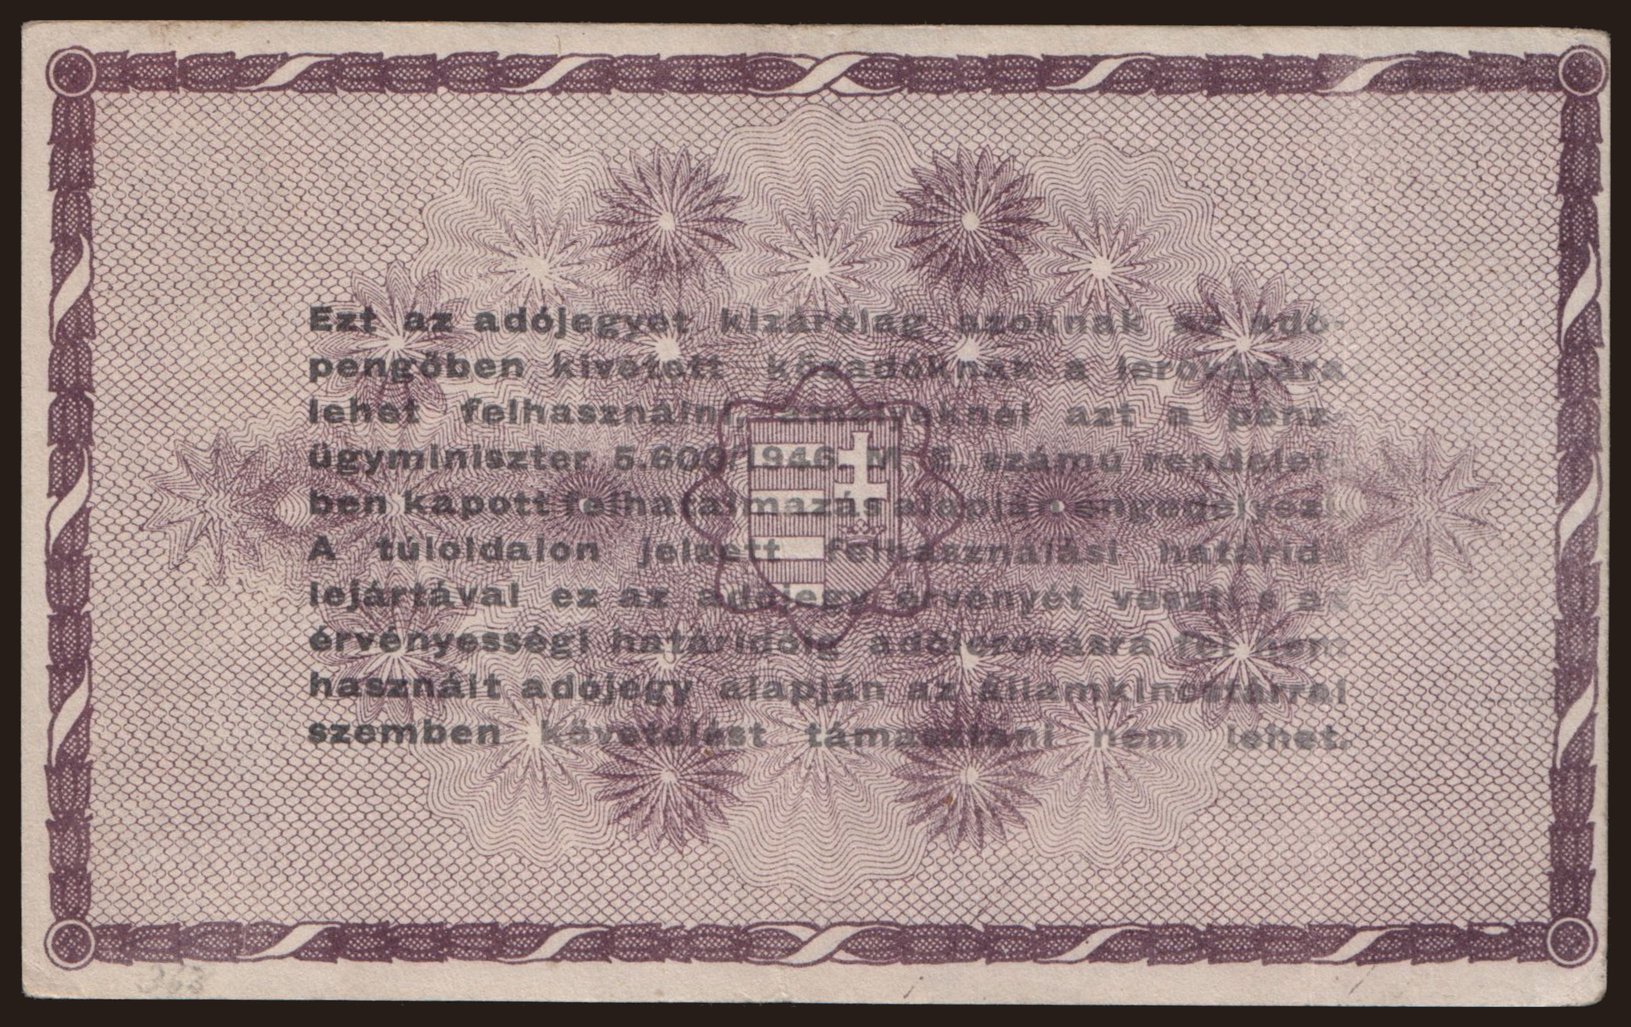 Ezt az adójegyet kizárólag azoknak az adó-
pengőben kivetett közadóknak a lerovására
lehet felhasználni, amelyeknél azt a pénz-
ügyminiszter 5.600/1946. M. E. számú rendelet-
ben kapott felhatalmazás alapján engedélyezi.
A túloldalon jelzett felhasználási határidő
lejártával ez az adójegy érvényét veszti s az
érvényességi határidőig adólerovásra fel nem
használt adójegy alapján az államkincstárral
szemben követelést támasztani nem lehet.
363